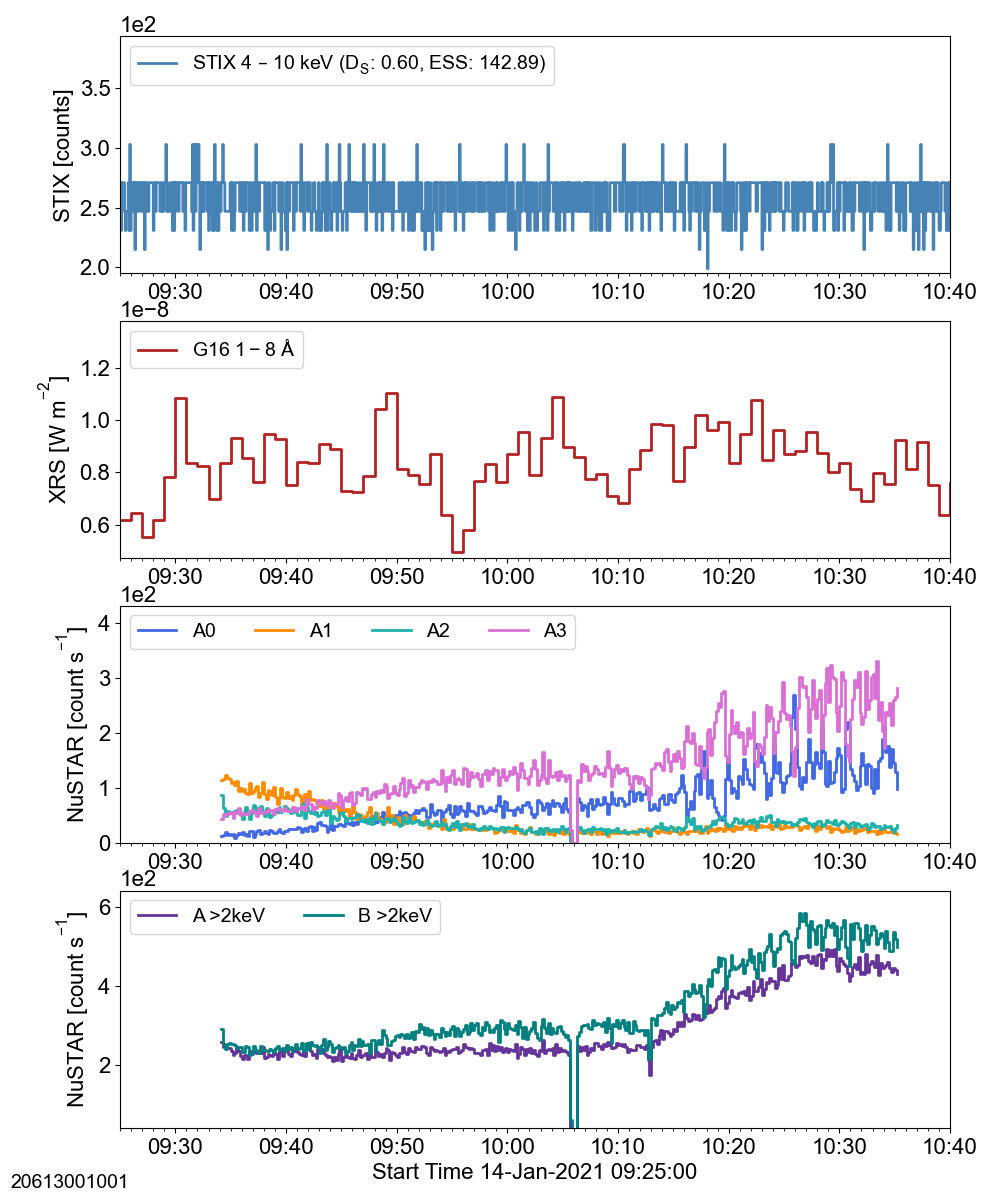 1e2
STIX 4 – 10 keV (D_S: 0.60, ESS: 142.89)
STIX [counts]
3.5
3.0
2.5
2.0
09:30 09:40 09:50 10:00 10:10 10:20 10:30 10:40
1e−8
G16 1 – 8 Å
XRS [W m⁻²]
1.2
1.0
0.8
0.6
09:30 09:40 09:50 10:00 10:10 10:20 10:30 10:40
1e2
A0 A1 A2 A3
NuSTAR [count s⁻¹]
4
3
2
1
0
09:30 09:40 09:50 10:00 10:10 10:20 10:30 10:40
1e2
A >2keV B >2keV
NuSTAR [count s⁻¹]
6
4
2
09:30 09:40 09:50 10:00 10:10 10:20 10:30 10:40
Start Time 14-Jan-2021 09:25:00
20613001001